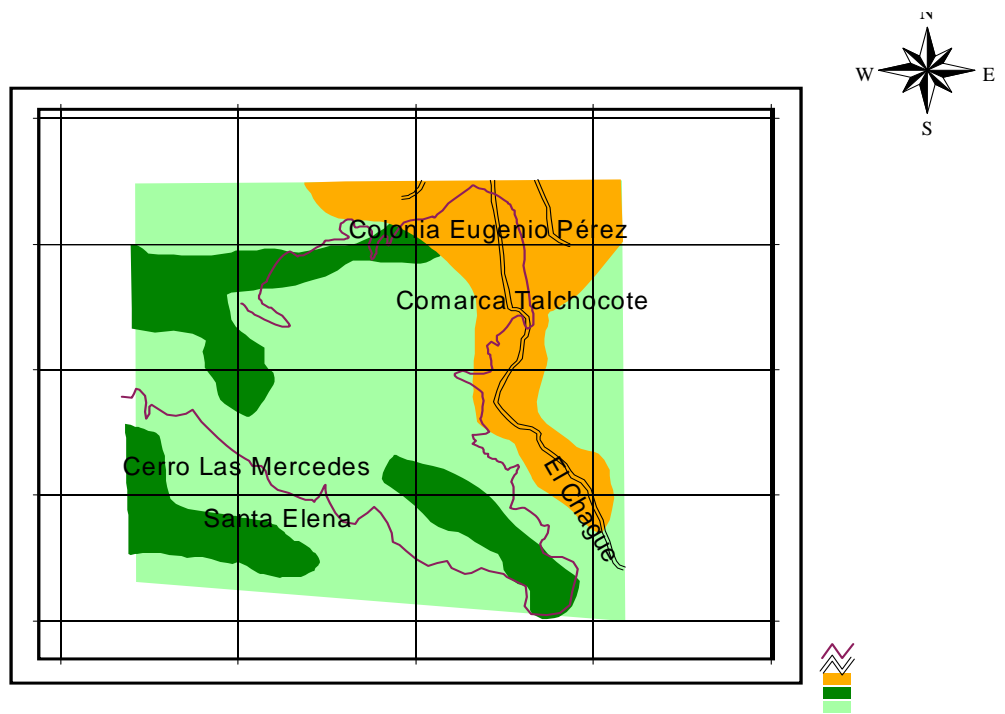 N
W E
S
Colonia Eugenio Pérez
Comarca Talchocote
Cerro Las Mercedes
El Chague
Santa Elena